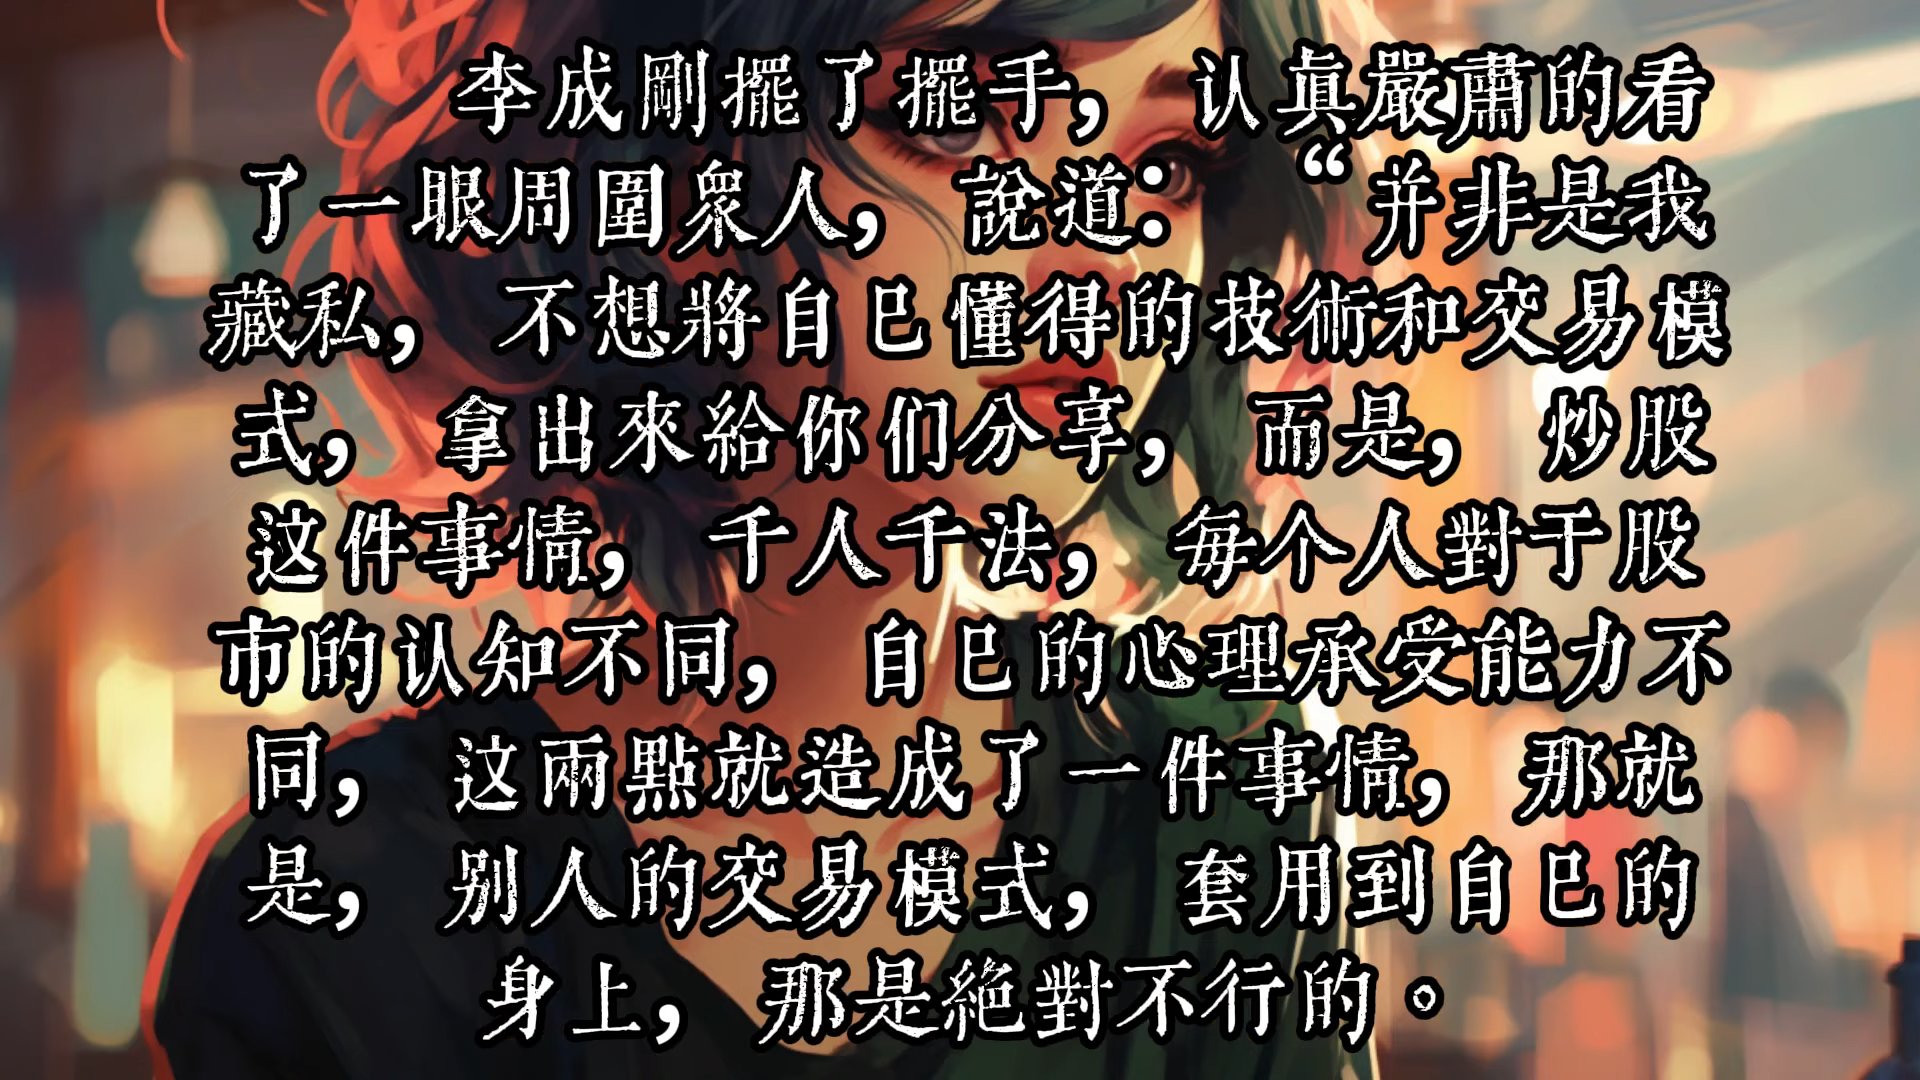 李成剛擺了擺手，认眞嚴肅的看
了一眼周圍衆人，說道：“并非是我
藏私，不想將自已懂得的技術和交易模
式，拿出來給你们分享，而是，炒股
这件事情，千人千法，每个人對于股
市的认知不同，自已的心理承受能力不
同，这兩點就造成了一件事情，那就
是，别人的交易模式，套用到自已的
身上，那是絕對不行的。